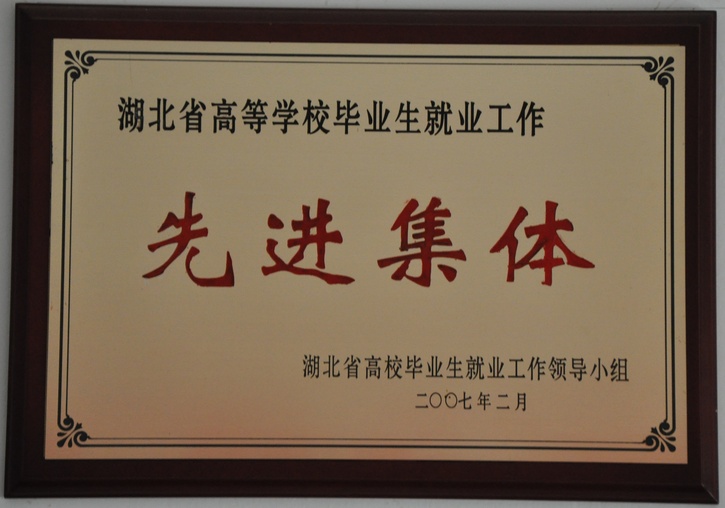 湖北省高等学校毕业生就业工作
先进集体
湖北省高校毕业生就业工作领导小组
二〇〇七年二月